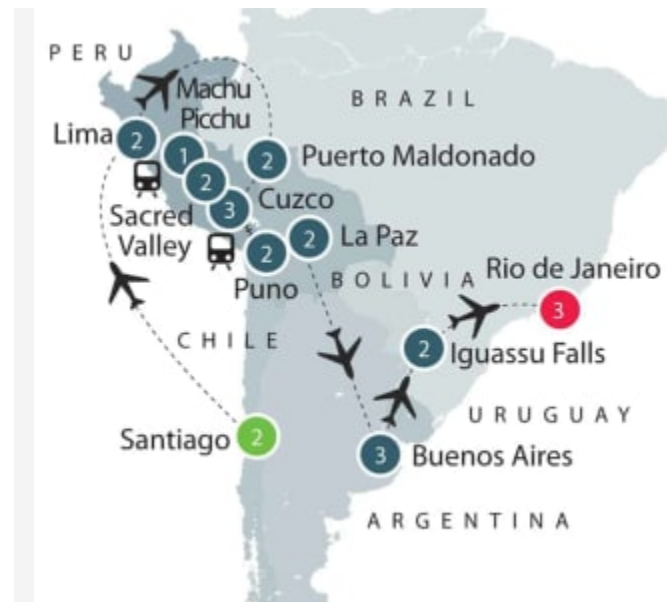 PERU
Machu
Picchu
BRAZIL
Lima
2
1
2
Puerto Maldonado
2
3
Cuzco
Sacred
Valley
2
La Paz
2
Puno
BOLIVIA
Rio de Janeiro
3
CHILE
2
Iguassu Falls
URUGUAY
Santiago
2
3
Buenos Aires
ARGENTINA